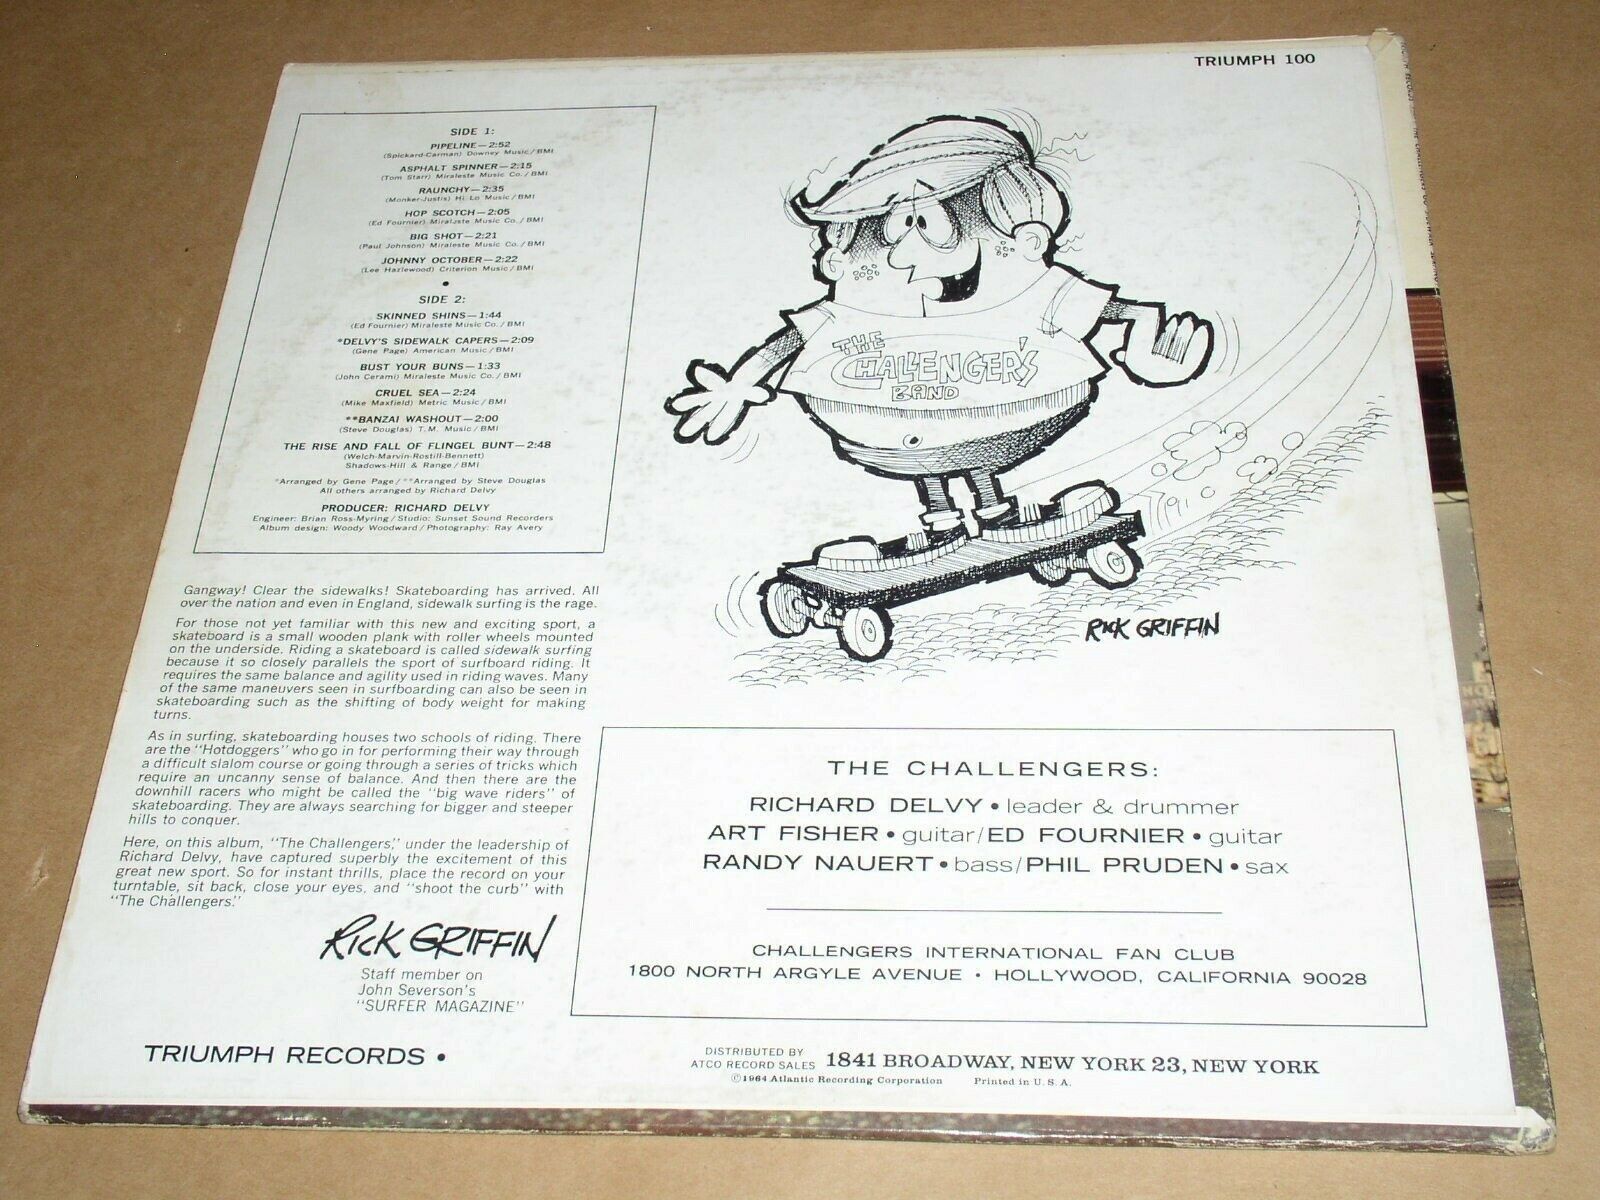 TRIUMPH 100
SIDE 1:
PIPELINE—2:52
(Spickard-Carman) Downey Music/BMI
ASPHALT SPINNER—2:15
(Tom Starr) Miraleste Music Co./BMI
RAUNCHY—2:35
(Monker-Justis) Hi Lo Music/BMI
HOP SCOTCH—2:05
(Ed Fournier) Miraleste Music Co./BMI
BIG SHOT—2:21
(Paul Johnson) Miraleste Music Co./BMI
JOHNNY OCTOBER—2:22
(Lee Hazlewood) Criterion Music/BMI
•
SIDE 2:
SKINNED SHINS—1:44
(Ed Fournier) Miraleste Music Co./BMI
*DELVY'S SIDEWALK CAPERS—2:09
(Gene Page) American Music/BMI
BUST YOUR BUNS—1:33
(John Cerami) Miraleste Music Co./BMI
CRUEL SEA—2:24
(Mike Maxfield) Metric Music/BMI
**BANZAI WASHOUT—2:00
(Steve Douglas) T.M. Music/BMI
THE RISE AND FALL OF FLINGEL BUNT—2:48
(Welch-Marvin-Rostill-Bennett)
Shadows-Hill & Range/BMI
*Arranged by Gene Page/**Arranged by Steve Douglas
All others arranged by Richard Delvy
PRODUCER: RICHARD DELVY
Engineer: Brian Ross-Myring/Studio: Sunset Sound Recorders
Album design: Woody Woodward/Photography: Ray Avery
THE
CHALLENGER'S
BAND
RICK GRIFFIN
Gangway! Clear the sidewalks! Skateboarding has arrived. All
over the nation and even in England, sidewalk surfing is the rage.
For those not yet familiar with this new and exciting sport, a
skateboard is a small wooden plank with roller wheels mounted
on the underside. Riding a skateboard is called sidewalk surfing
because it so closely parallels the sport of surfboard riding. It
requires the same balance and agility used in riding waves. Many
of the same maneuvers seen in surfboarding can also be seen in
skateboarding such as the shifting of body weight for making
turns.
As in surfing, skateboarding houses two schools of riding. There
are the "Hotdoggers" who go in for performing their way through
a difficult slalom course or going through a series of tricks which
require an uncanny sense of balance. And then there are the
downhill racers who might be called the "big wave riders" of
skateboarding. They are always searching for bigger and steeper
hills to conquer.
Here, on this album, "The Challengers," under the leadership of
Richard Delvy, have captured superbly the excitement of this
great new sport. So for instant thrills, place the record on your
turntable, sit back, close your eyes, and "shoot the curb" with
"The Challengers."
RICK GRIFFIN
Staff member on
John Severson's
"SURFER MAGAZINE"
THE CHALLENGERS:
RICHARD DELVY • leader & drummer
ART FISHER • guitar/ED FOURNIER • guitar
RANDY NAUERT • bass/PHIL PRUDEN • sax
CHALLENGERS INTERNATIONAL FAN CLUB
1800 NORTH ARGYLE AVENUE • HOLLYWOOD, CALIFORNIA 90028
TRIUMPH RECORDS •
DISTRIBUTED BY
ATCO RECORD SALES 1841 BROADWAY, NEW YORK 23, NEW YORK
©1964 Atlantic Recording Corporation Printed in U.S.A.